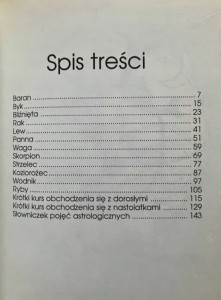 Spis treści
Baran 7
Byk 15
Bliźnięta 23
Rak 31
Lew 41
Panna 51
Waga 59
Skorpion 69
Strzelec 77
Koziorożec 87
Wodnik 97
Ryby 105
Krótki kurs obchodzenia się z dorosłymi 115
Krótki kurs obchodzenia się z nastolatkami 129
Słowniczek pojęć astrologicznych 143